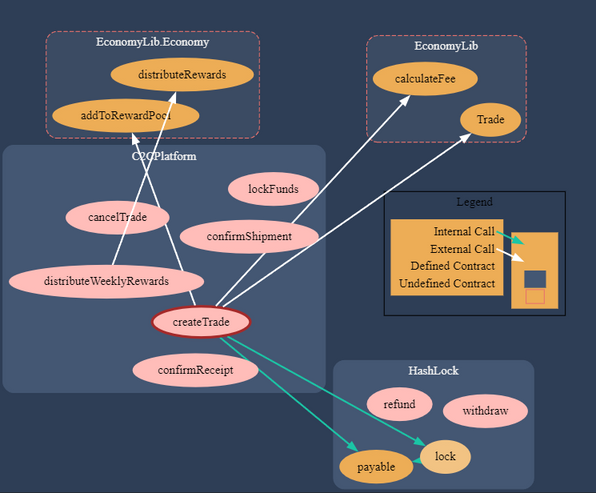 EconomyLib.Economy
distributeRewards
addToRewardPool
EconomyLib
calculateFee
Trade
C2CPlatform
lockFunds
cancelTrade
confirmShipment
distributeWeeklyRewards
createTrade
confirmReceipt
Legend
Internal Call
External Call
Defined Contract
Undefined Contract
HashLock
refund
withdraw
payable
lock